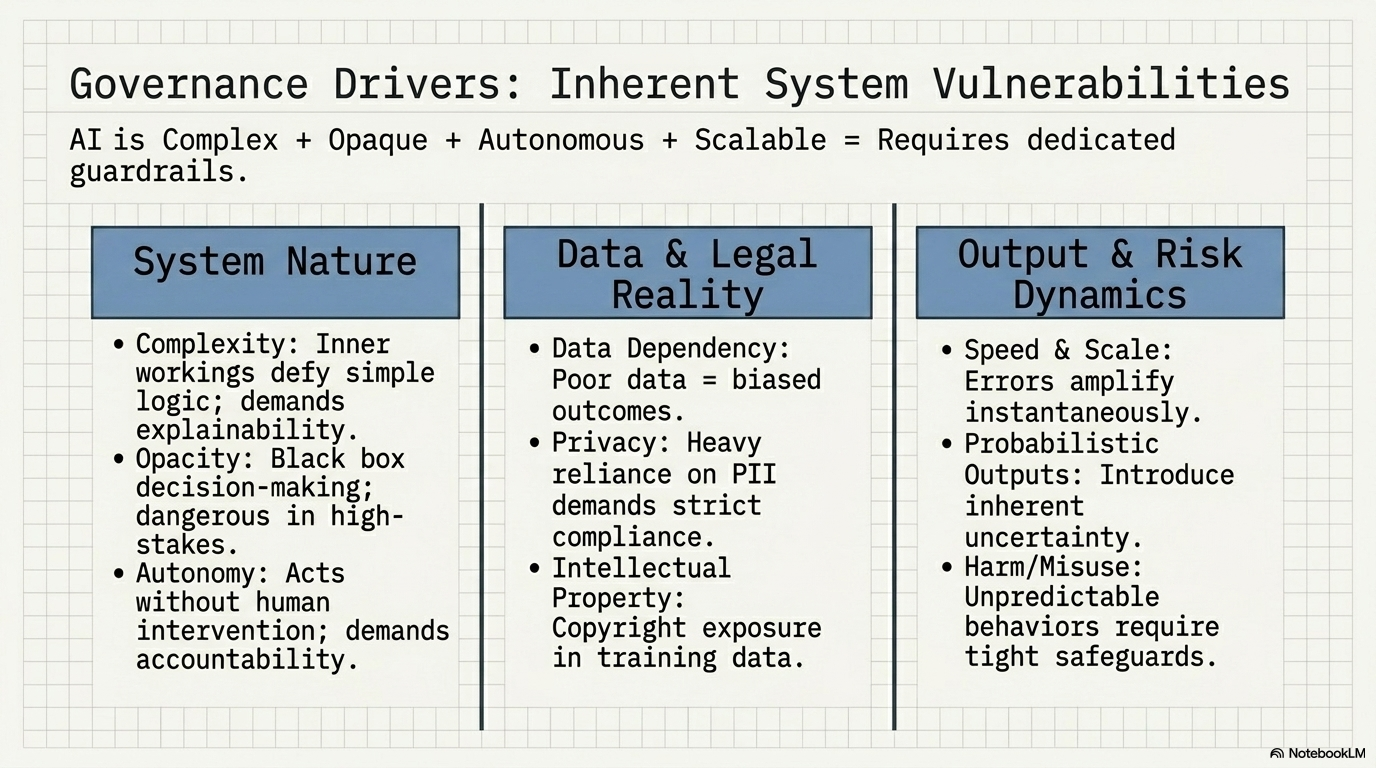 Governance Drivers: Inherent System Vulnerabilities
AI is Complex + Opaque + Autonomous + Scalable = Requires dedicated
guardrails.
System Nature
• Complexity: Inner
workings defy simple
logic; demands
explainability.
• Opacity: Black box
decision-making;
dangerous in high-
stakes.
• Autonomy: Acts
without human
intervention; demands
accountability.
Data & Legal
Reality
• Data Dependency:
Poor data = biased
outcomes.
• Privacy: Heavy
reliance on PII
demands strict
compliance.
• Intellectual
Property:
Copyright exposure
in training data.
Output & Risk
Dynamics
• Speed & Scale:
Errors amplify
instantaneously.
• Probabilistic
Outputs: Introduce
inherent
uncertainty.
• Harm/Misuse:
Unpredictable
behaviors require
tight safeguards.
NotebookLM